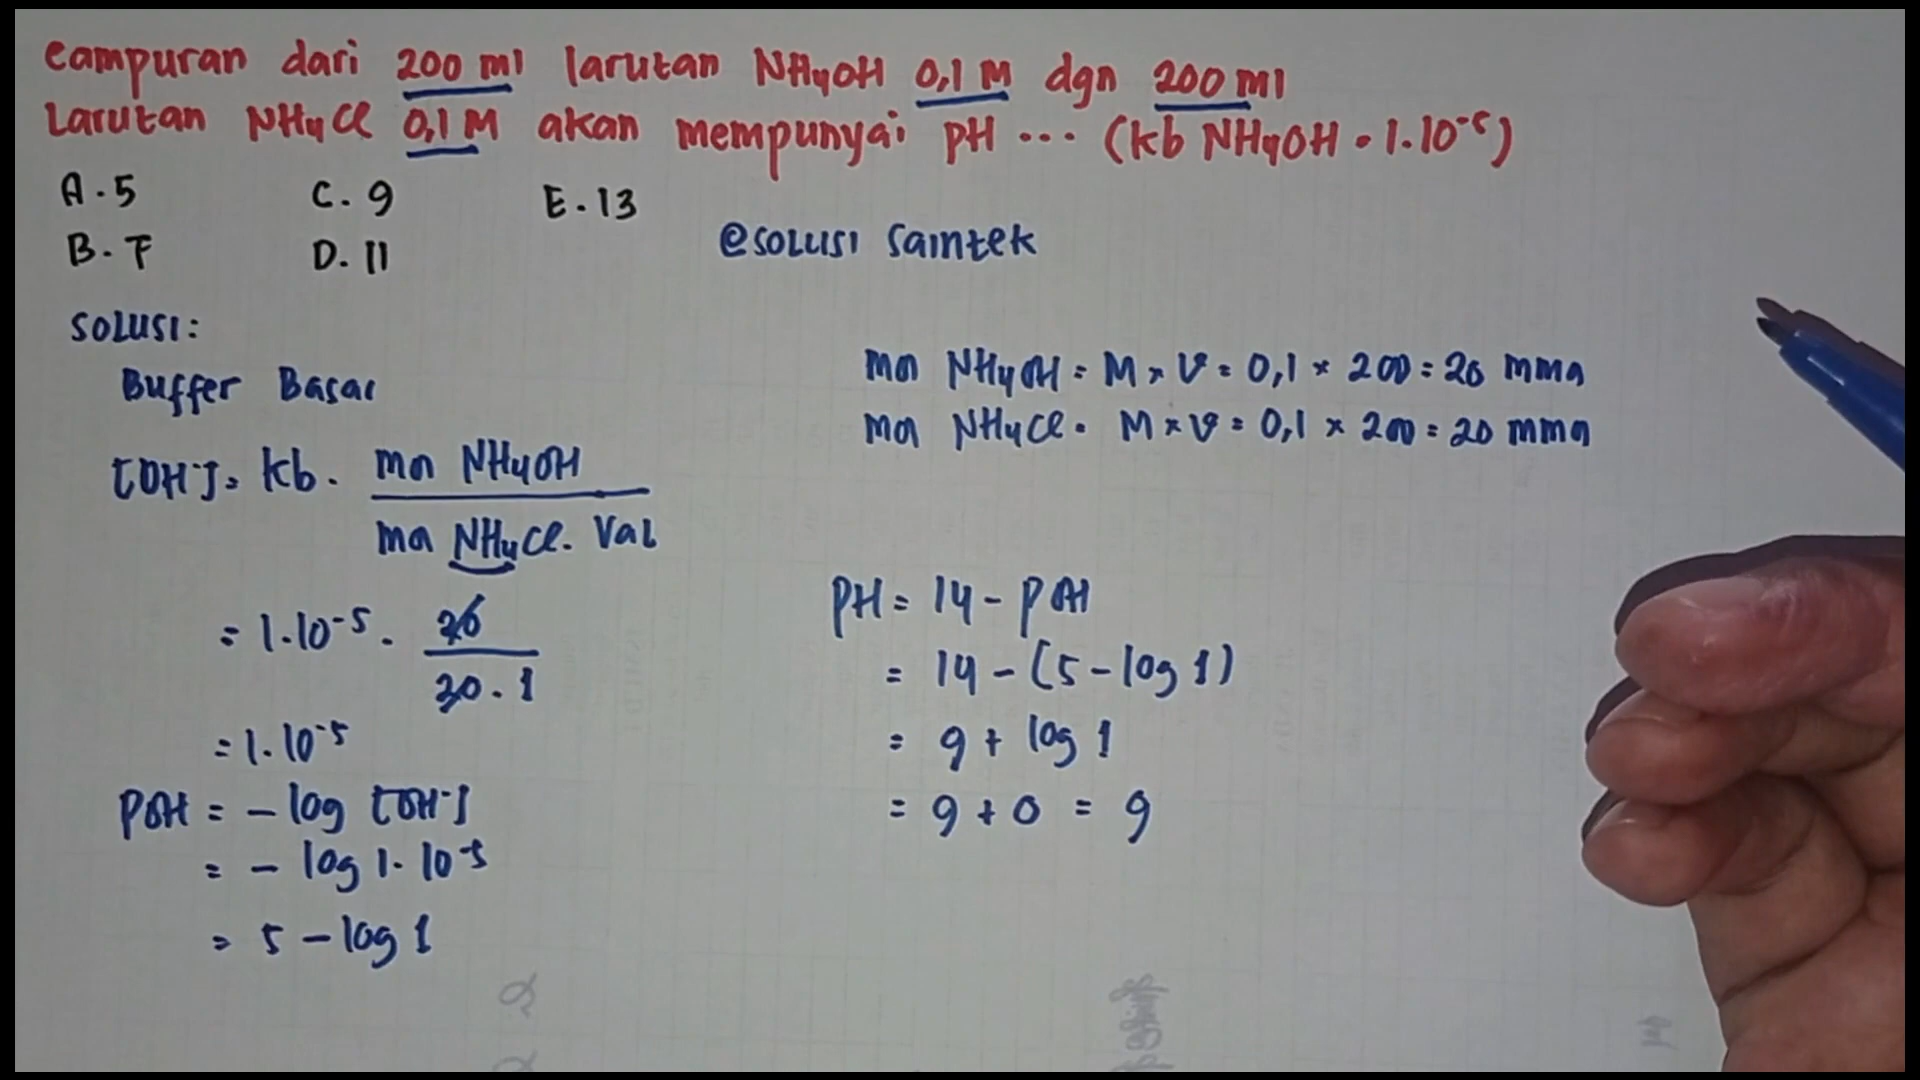 Campuran dari 200 ml larutan NH4OH 0,1 M dgn 200 ml
Larutan NH4Cl 0,1 M akan mempunyai pH ... (Kb NH4OH = 1.10⁻⁵)
A. 5
C. 9
E. 13
B. 7
D. 11
@SOLUSI Saintek
SOLUSI:
Buffer Basa
[OH⁻] = Kb . mol NH4OH
mol NH4Cl . Val
= 1.10⁻⁵ . 20
20 . 1
= 1.10⁻⁵
POH = - log [OH⁻]
= - log 1. 10⁻⁵
= 5 - log 1
mol NH4OH = M x V = 0,1 x 200 = 20 mmol
mol NH4Cl = M x V = 0,1 x 200 = 20 mmol
PH = 14 - POH
= 14 - (5 - log 1)
= 9 + log 1
= 9 + 0 = 9